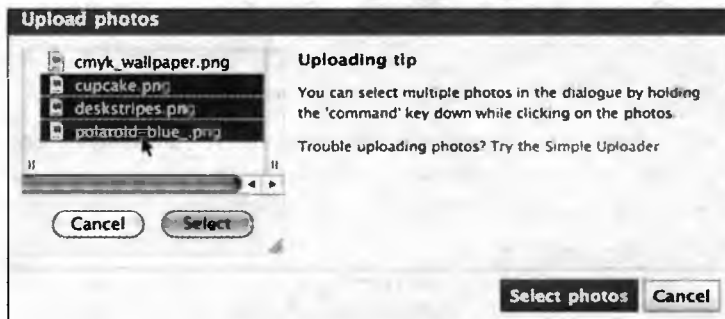 Upload photos
cmyk_wallpaper.png
cupcake.png
deskstripes.png
polaroid-blue_.png
Cancel
Select
Uploading tip
You can select multiple photos in the dialogue by holding
the 'command' key down while clicking on the photos.
Trouble uploading photos? Try the Simple Uploader
Select photos
Cancel